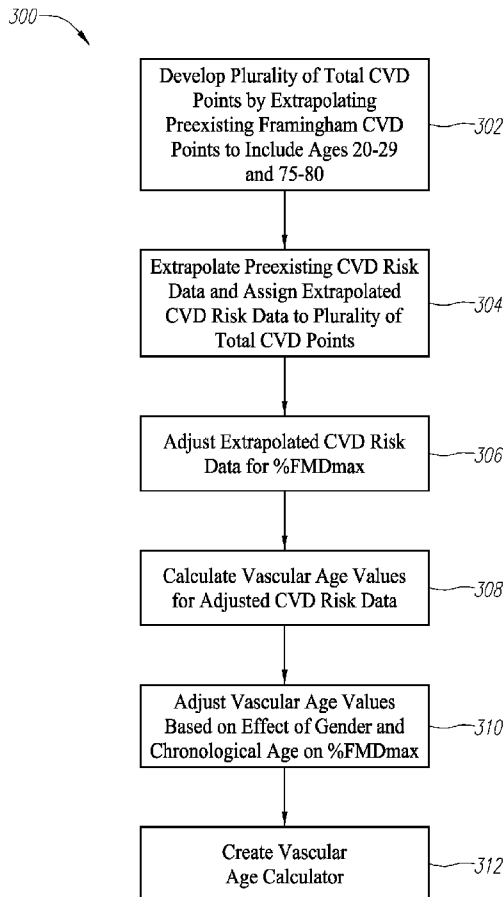 300
Develop Plurality of Total CVD
Points by Extrapolating
Preexisting Framingham CVD
Points to Include Ages 20-29
and 75-80
302
Extrapolate Preexisting CVD Risk
Data and Assign Extrapolated
CVD Risk Data to Plurality of
Total CVD Points
304
Adjust Extrapolated CVD Risk
Data for %FMDmax
306
Calculate Vascular Age Values
for Adjusted CVD Risk Data
308
Adjust Vascular Age Values
Based on Effect of Gender and
Chronological Age on %FMDmax
310
Create Vascular
Age Calculator
312